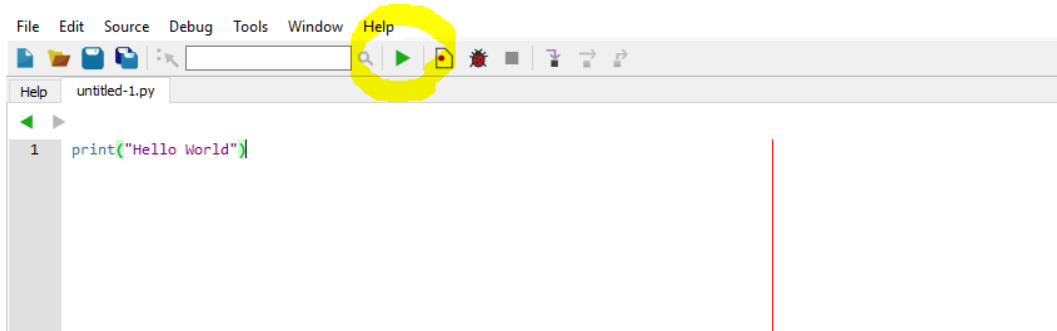 File Edit Source Debug Tools Window Help
Help untitled-1.py
1 print("Hello World")